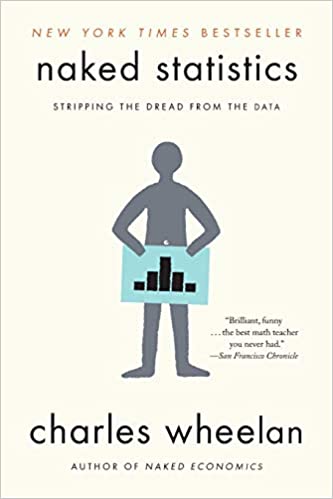 NEW YORK TIMES BESTSELLER
naked statistics
STRIPPING THE DREAD FROM THE DATA
“Brilliant, funny
. . . the best math teacher
you never had.”
—San Francisco Chronicle
charles wheelan
AUTHOR OF NAKED ECONOMICS